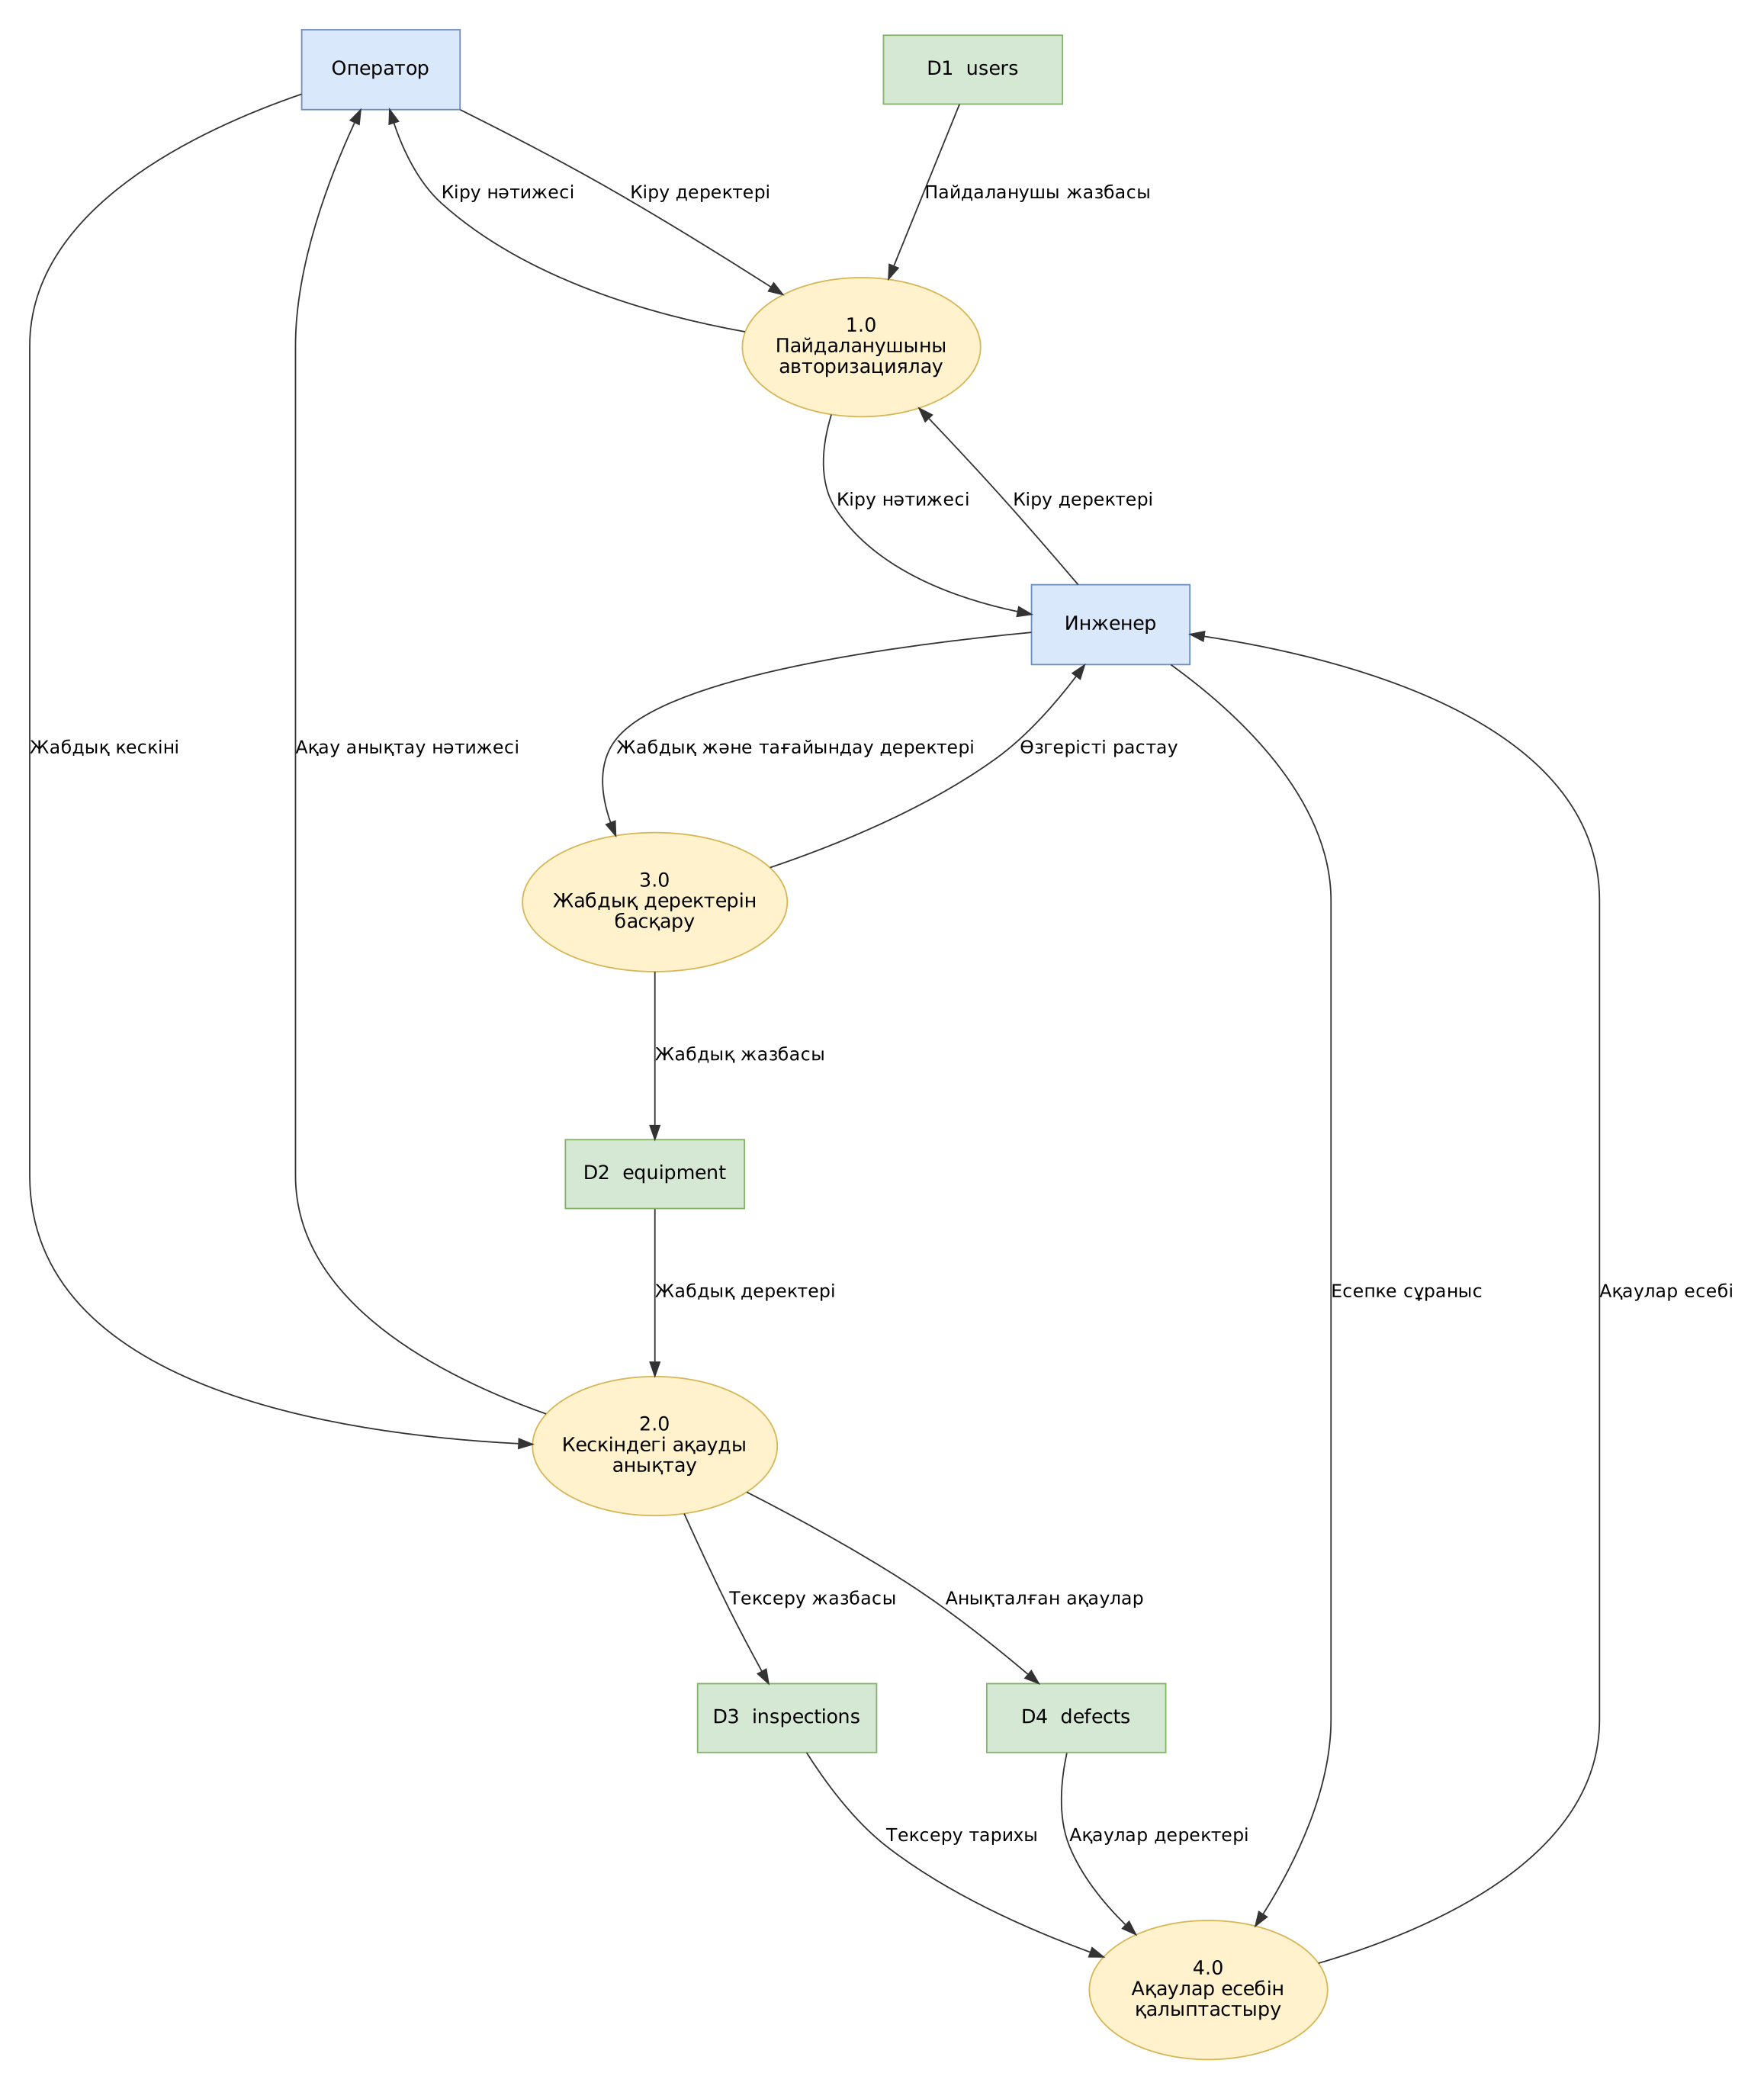 Оператор
D1  users
Кіру нәтижесі
Кіру деректері
Пайдаланушы жазбасы
1.0
Пайдаланушыны
авторизациялау
Кіру нәтижесі
Кіру деректері
Инженер
Жабдық кескіні
Ақау анықтау нәтижесі
Жабдық және тағайындау деректері
Өзгерісті растау
3.0
Жабдық деректерін
басқару
Жабдық жазбасы
D2  equipment
Жабдық деректері
Есепке сұраныс
Ақаулар есебі
2.0
Кескіндегі ақауды
анықтау
Тексеру жазбасы
Анықталған ақаулар
D3  inspections
D4  defects
Тексеру тарихы
Ақаулар деректері
4.0
Ақаулар есебін
қалыптастыру